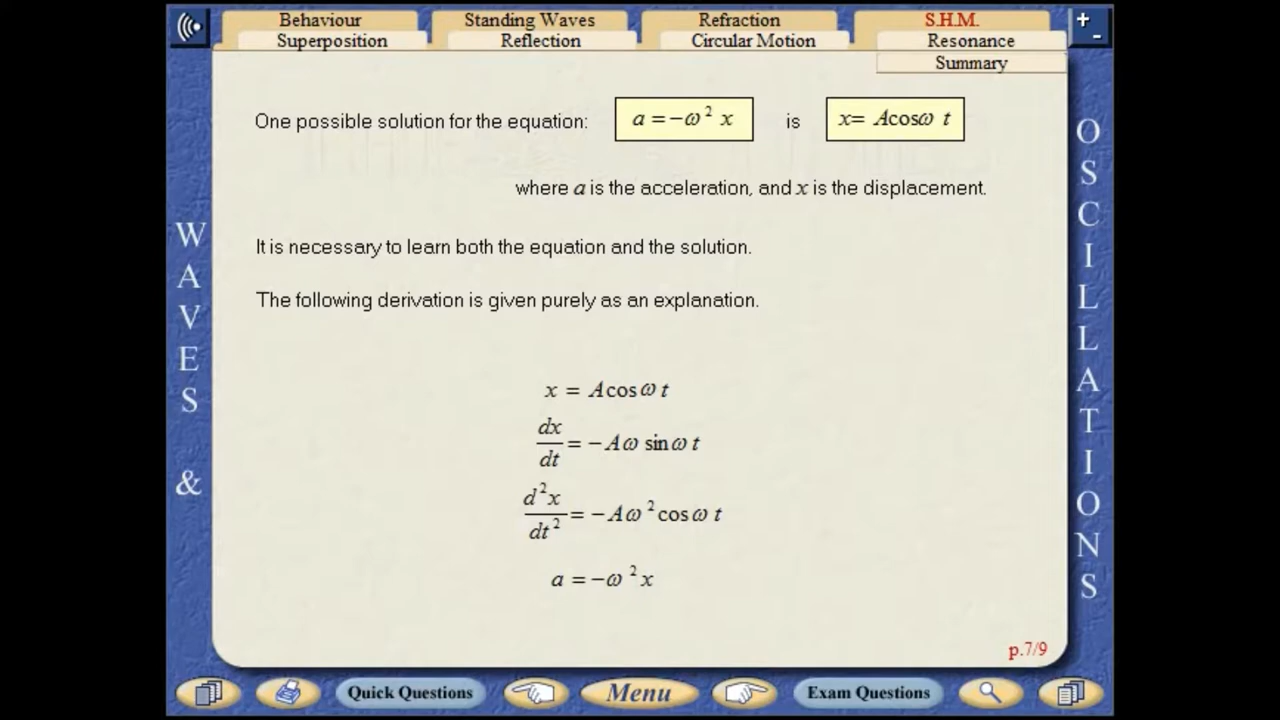 Behaviour Standing Waves Refraction S.H.M. + -
Superposition Reflection Circular Motion Resonance
Summary
One possible solution for the equation: a = −ω² x is x= Acosω t
where a is the acceleration, and x is the displacement.
It is necessary to learn both the equation and the solution.
The following derivation is given purely as an explanation.
x = Acosω t
dx/dt = −Aω sinω t
d²x/dt² = −Aω² cosω t
a = −ω² x
p.7/9
WAVES &
OSCILLATIONS
Quick Questions Menu Exam Questions